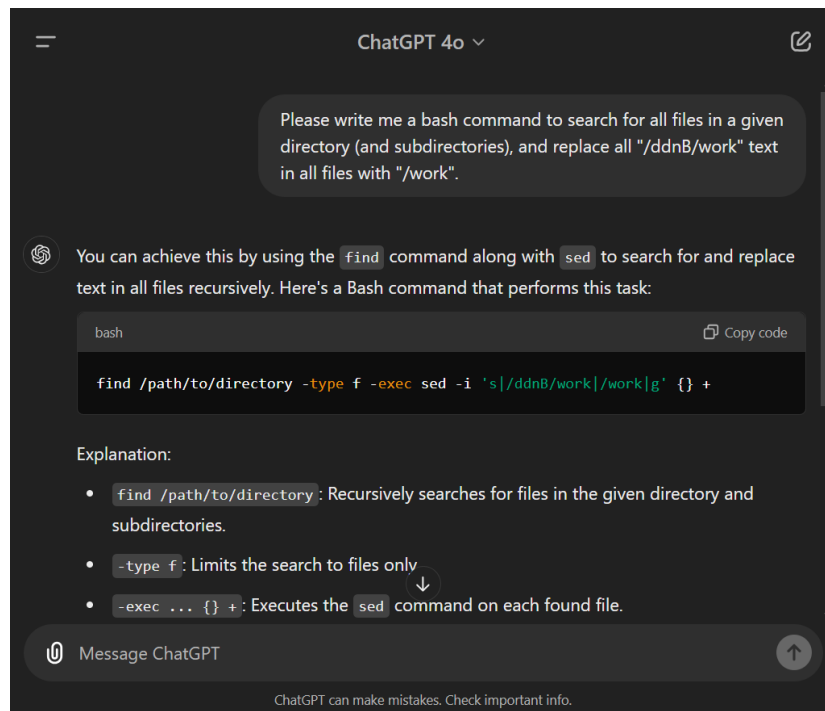 ChatGPT 4o
Please write me a bash command to search for all files in a given
directory (and subdirectories), and replace all "/ddnB/work" text
in all files with "/work".
You can achieve this by using the find command along with sed to search for and replace
text in all files recursively. Here's a Bash command that performs this task:
bash
Copy code
find /path/to/directory -type f -exec sed -i 's|/ddnB/work|/work|g' {} +
Explanation:
• find /path/to/directory : Recursively searches for files in the given directory and
subdirectories.
• -type f : Limits the search to files only
• -exec ... {} + : Executes the sed command on each found file.
Message ChatGPT
ChatGPT can make mistakes. Check important info.